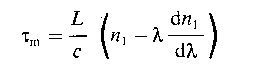 τₘ = L/c (n₁ − λ dn₁/dλ)